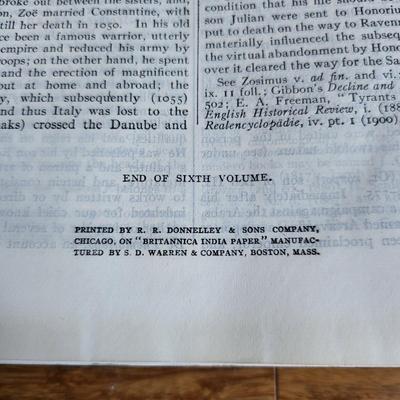 broke out between the sisters, and,
on, Zoë married Constantine, with
till her death in 1050. In his old
nce been a famous warrior, utterly
empire and reduced his army by
oops; on the other hand, he spent
and the erection of magnificent
out at home and abroad; the
y, which subsequently (1055)
and thus Italy was lost to the
aks) crossed the Danube and
condition that his life should
son Julian were sent to Honorius
put to death on the way to Ravenn
materially influenced the subseq
the virtual abandonment by Hono
over it cleared the way for the Sa
See Zosimus v. ad fin. and vi.;
ix. 11 foll.; Gibbon's Decline and
502; E. A. Freeman, "Tyrants
English Historical Review, i. (188
Realencyclopädie, iv. pt. 1 (1900)
END OF SIXTH VOLUME.
PRINTED BY R. R. DONNELLEY & SONS COMPANY,
CHICAGO, ON "BRITANNICA INDIA PAPER" MANUFAC-
TURED BY S. D. WARREN & COMPANY, BOSTON, MASS.